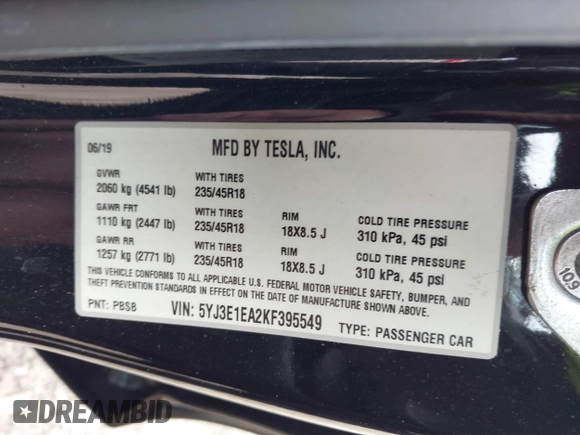 06/19 MFD BY TESLA, INC.
GVWR WITH TIRES
2060 kg (4541 lb) 235/45R18
GAWR FRT WITH TIRES RIM COLD TIRE PRESSURE
1110 kg (2447 lb) 235/45R18 18X8.5 J 310 kPa, 45 psi
GAWR RR WITH TIRES RIM COLD TIRE PRESSURE
1257 kg (2771 lb) 235/45R18 18X8.5 J 310 kPa, 45 psi
THIS VEHICLE CONFORMS TO ALL APPLICABLE U.S. FEDERAL MOTOR VEHICLE SAFETY, BUMPER, AND
THEFT PREVENTION STANDARDS IN EFFECT ON THE DATE OF MANUFACTURE SHOWN ABOVE.
PNT: PBSB VIN: 5YJ3E1EA2KF395549 TYPE: PASSENGER CAR
10.9
DREAMBID